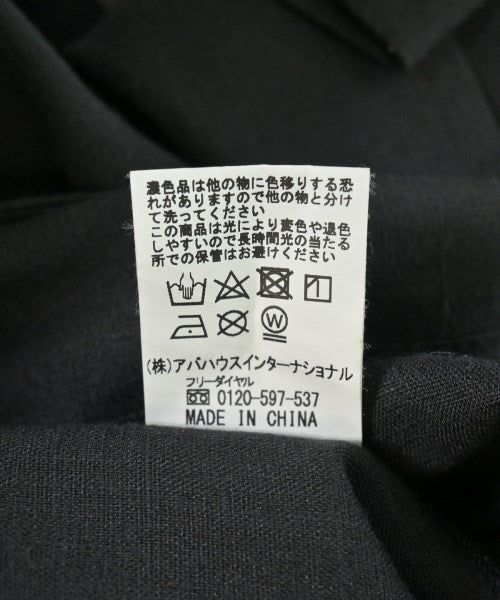 濃色品は他の物に色移りする恐
れがありますので他の物と分け
て洗ってください
この商品は光により変色や退色
しやすいので長時間光の当たる
所での保管はお避けください
W
(株)アバハウスインターナショナル
フリーダイヤル
0120-597-537
MADE IN CHINA